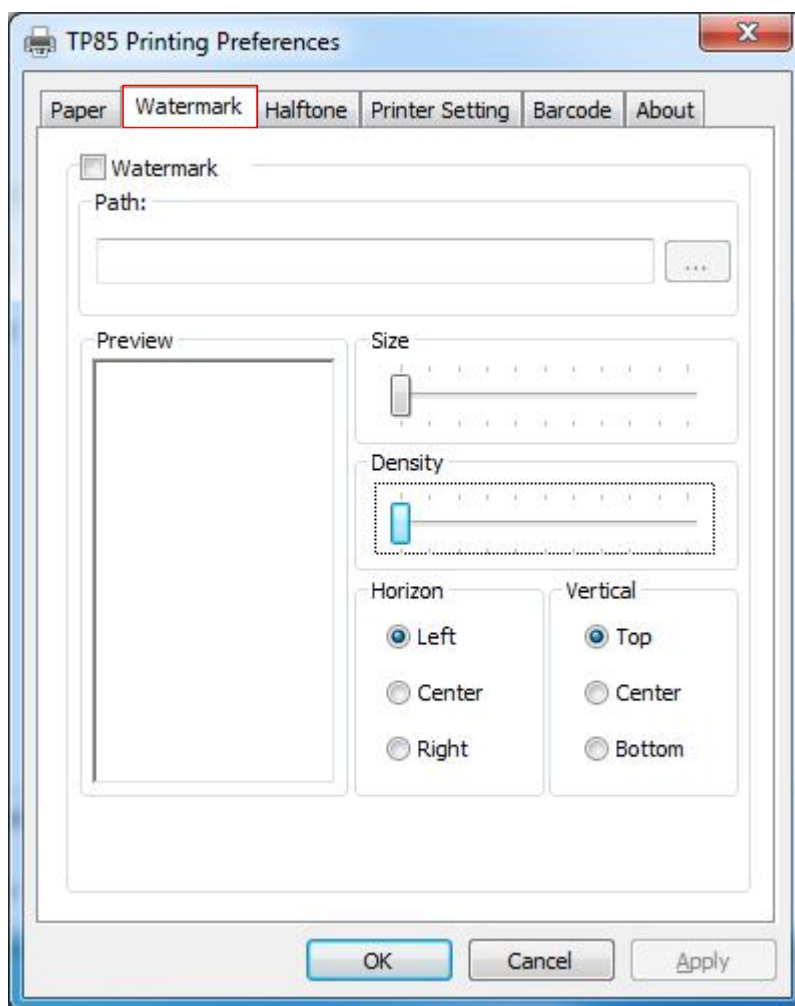 TP85 Printing Preferences
Paper Watermark Halftone Printer Setting Barcode About
Watermark
Path:
...
Preview
Size
Density
Horizon Vertical
Left Top
Center Center
Right Bottom
OK Cancel Apply